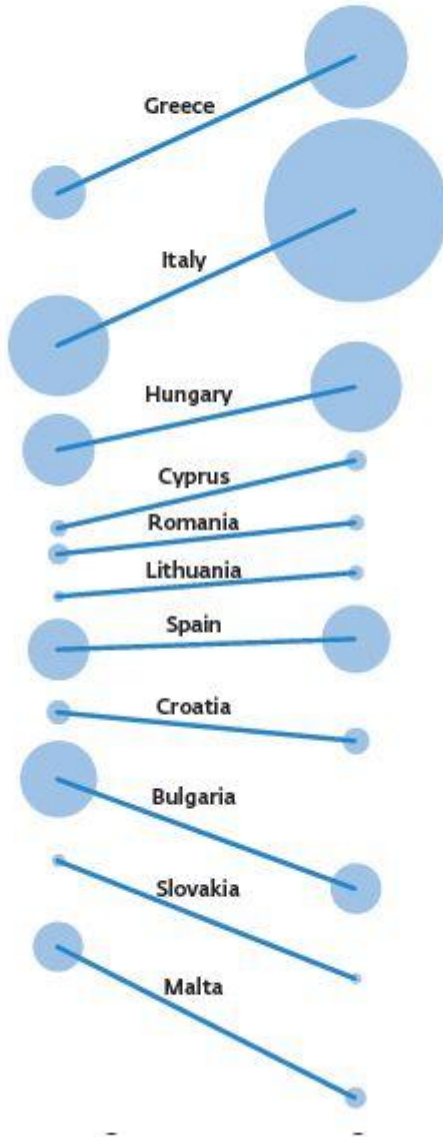 Greece
Italy
Hungary
Cyprus
Romania
Lithuania
Spain
Croatia
Bulgaria
Slovakia
Malta